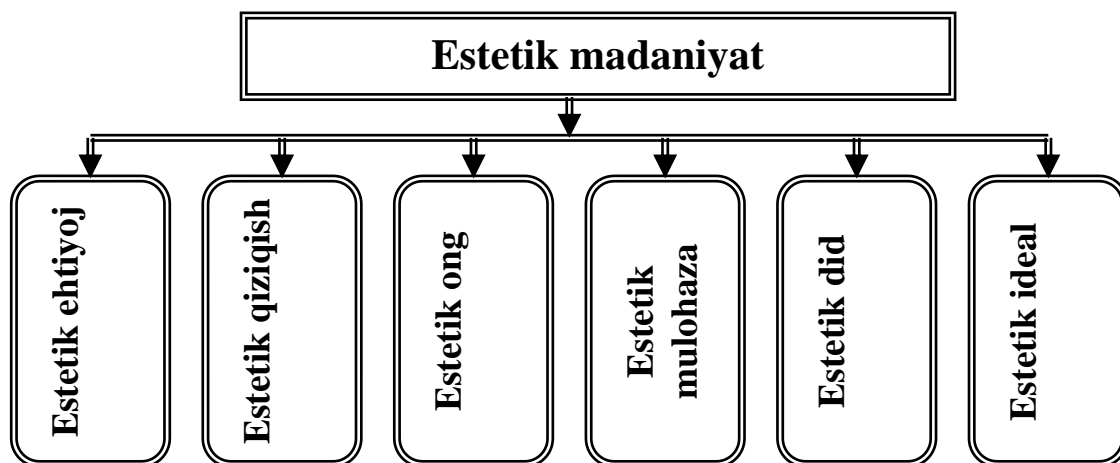 Estetik madaniyat
Estetik ehtiyoj
Estetik qiziqish
Estetik ong
Estetik
mulohaza
Estetik did
Estetik ideal